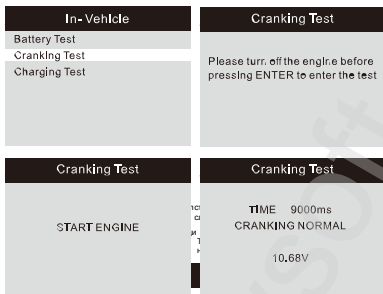 In-Vehicle
Battery Test
Cranking Test
Charging Test
Cranking Test
Please turn off the engine before
pressing ENTER to enter the test
Cranking Test
START ENGINE
Cranking Test
TIME 9000ms
CRANKING NORMAL
10.68V